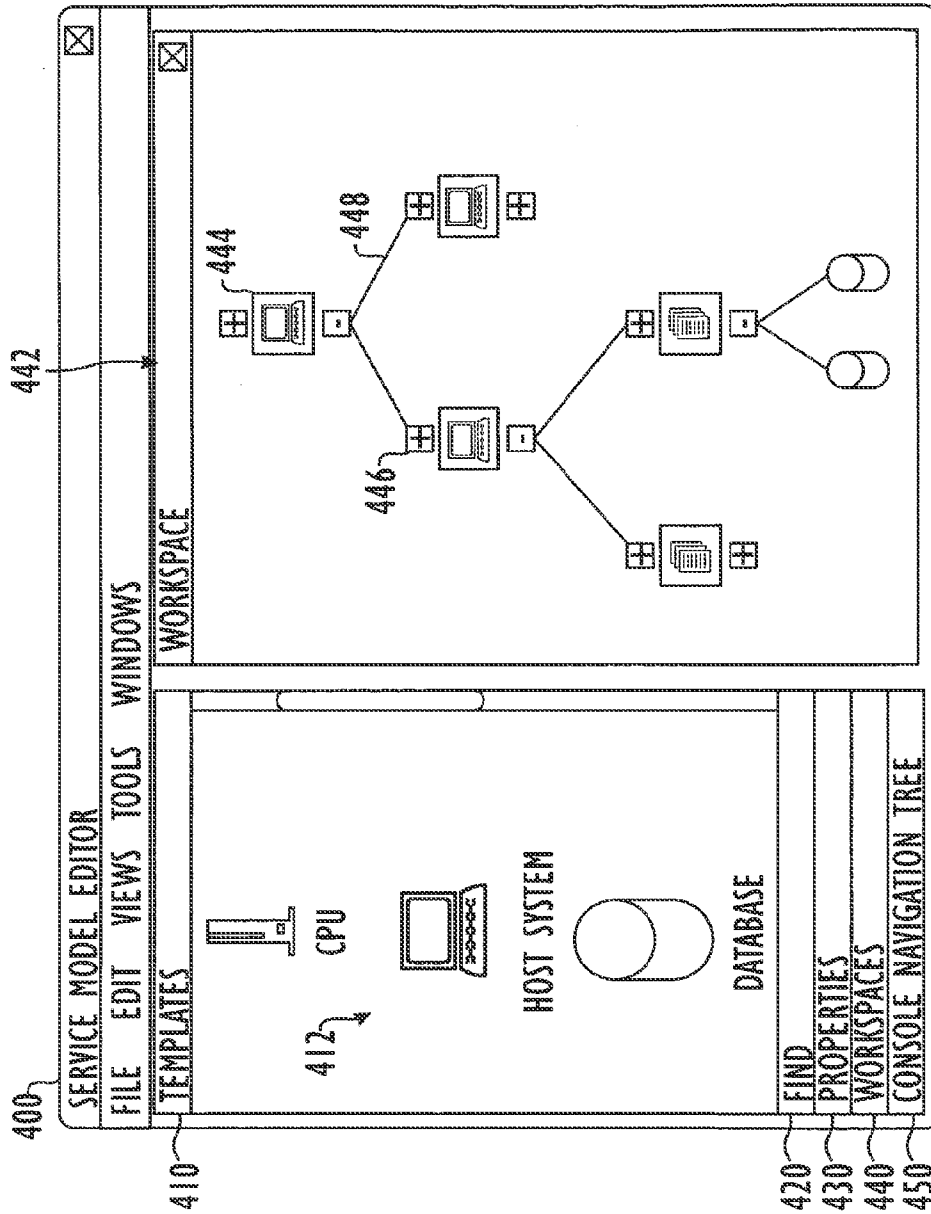 400
SERVICE MODEL EDITOR
FILE EDIT VIEWS TOOLS WINDOWS
442
410
TEMPLATES
WORKSPACE
412
CPU
HOST SYSTEM
DATABASE
444
446
448
420
FIND
430
PROPERTIES
440
WORKSPACES
450
CONSOLE NAVIGATION TREE